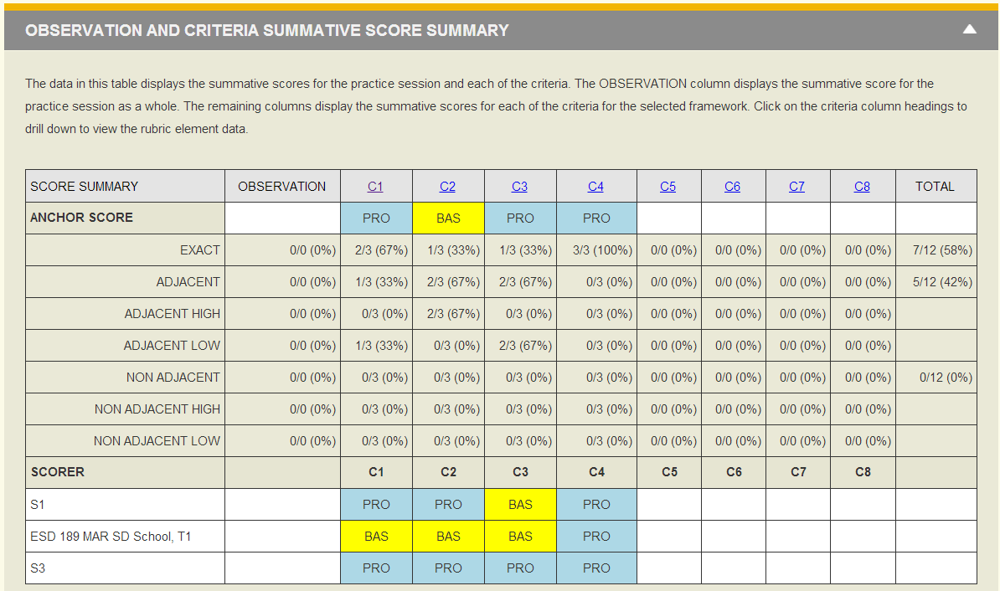 OBSERVATION AND CRITERIA SUMMATIVE SCORE SUMMARY
The data in this table displays the summative scores for the practice session and each of the criteria. The OBSERVATION column displays the summative score for the
practice session as a whole. The remaining columns display the summative scores for each of the criteria for the selected framework. Click on the criteria column headings to
drill down to view the rubric element data.
SCORE SUMMARY OBSERVATION C1 C2 C3 C4 C5 C6 C7 C8 TOTAL
ANCHOR SCORE PRO BAS PRO PRO
EXACT 0/0 (0%) 2/3 (67%) 1/3 (33%) 1/3 (33%) 3/3 (100%) 0/0 (0%) 0/0 (0%) 0/0 (0%) 0/0 (0%) 7/12 (58%)
ADJACENT 0/0 (0%) 1/3 (33%) 2/3 (67%) 2/3 (67%) 0/3 (0%) 0/0 (0%) 0/0 (0%) 0/0 (0%) 0/0 (0%) 5/12 (42%)
ADJACENT HIGH 0/0 (0%) 0/3 (0%) 2/3 (67%) 0/3 (0%) 0/3 (0%) 0/0 (0%) 0/0 (0%) 0/0 (0%) 0/0 (0%)
ADJACENT LOW 0/0 (0%) 1/3 (33%) 0/3 (0%) 2/3 (67%) 0/3 (0%) 0/0 (0%) 0/0 (0%) 0/0 (0%) 0/0 (0%)
NON ADJACENT 0/0 (0%) 0/3 (0%) 0/3 (0%) 0/3 (0%) 0/3 (0%) 0/0 (0%) 0/0 (0%) 0/0 (0%) 0/0 (0%) 0/12 (0%)
NON ADJACENT HIGH 0/0 (0%) 0/3 (0%) 0/3 (0%) 0/3 (0%) 0/3 (0%) 0/0 (0%) 0/0 (0%) 0/0 (0%) 0/0 (0%)
NON ADJACENT LOW 0/0 (0%) 0/3 (0%) 0/3 (0%) 0/3 (0%) 0/3 (0%) 0/0 (0%) 0/0 (0%) 0/0 (0%) 0/0 (0%)
SCORER C1 C2 C3 C4 C5 C6 C7 C8
S1 PRO PRO BAS PRO
ESD 189 MAR SD School, T1 BAS BAS BAS PRO
S3 PRO PRO PRO PRO